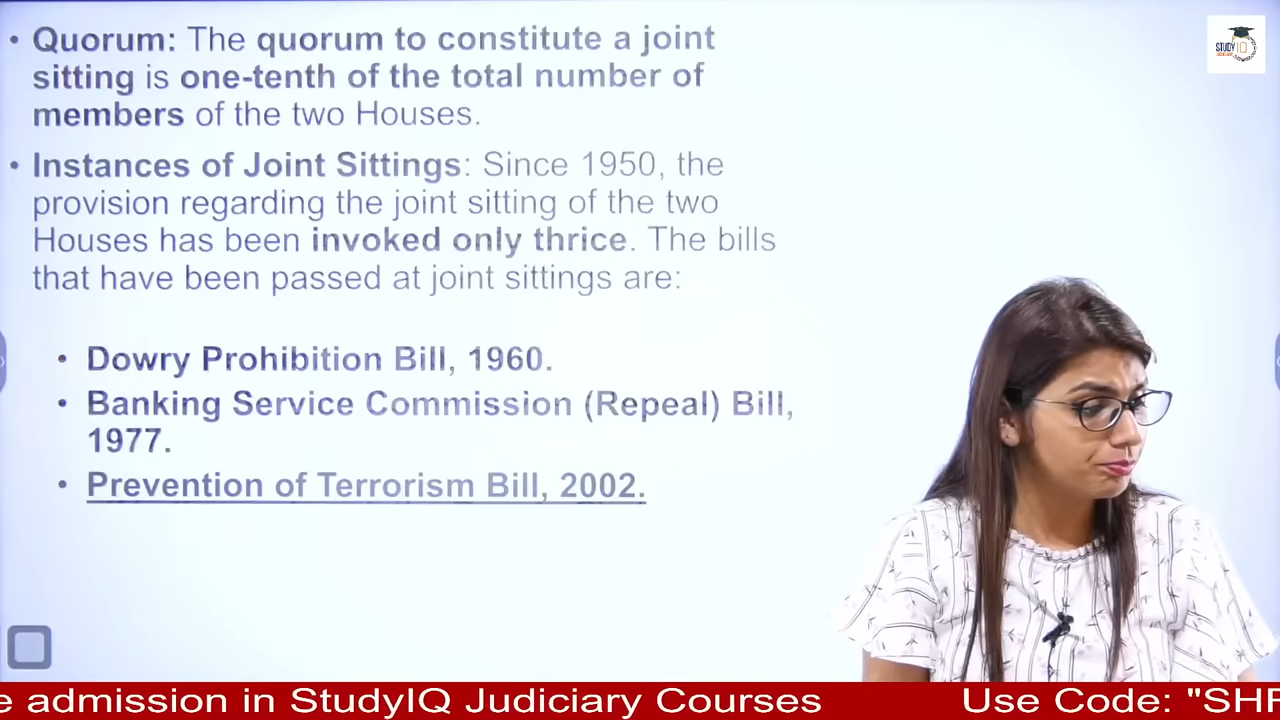 • Quorum: The quorum to constitute a joint
sitting is one-tenth of the total number of
members of the two Houses.
• Instances of Joint Sittings: Since 1950, the
provision regarding the joint sitting of the two
Houses has been invoked only thrice. The bills
that have been passed at joint sittings are:
• Dowry Prohibition Bill, 1960.
• Banking Service Commission (Repeal) Bill,
1977.
• Prevention of Terrorism Bill, 2002.
STUDY IQ
e admission in StudyIQ Judiciary Courses Use Code: "SHR